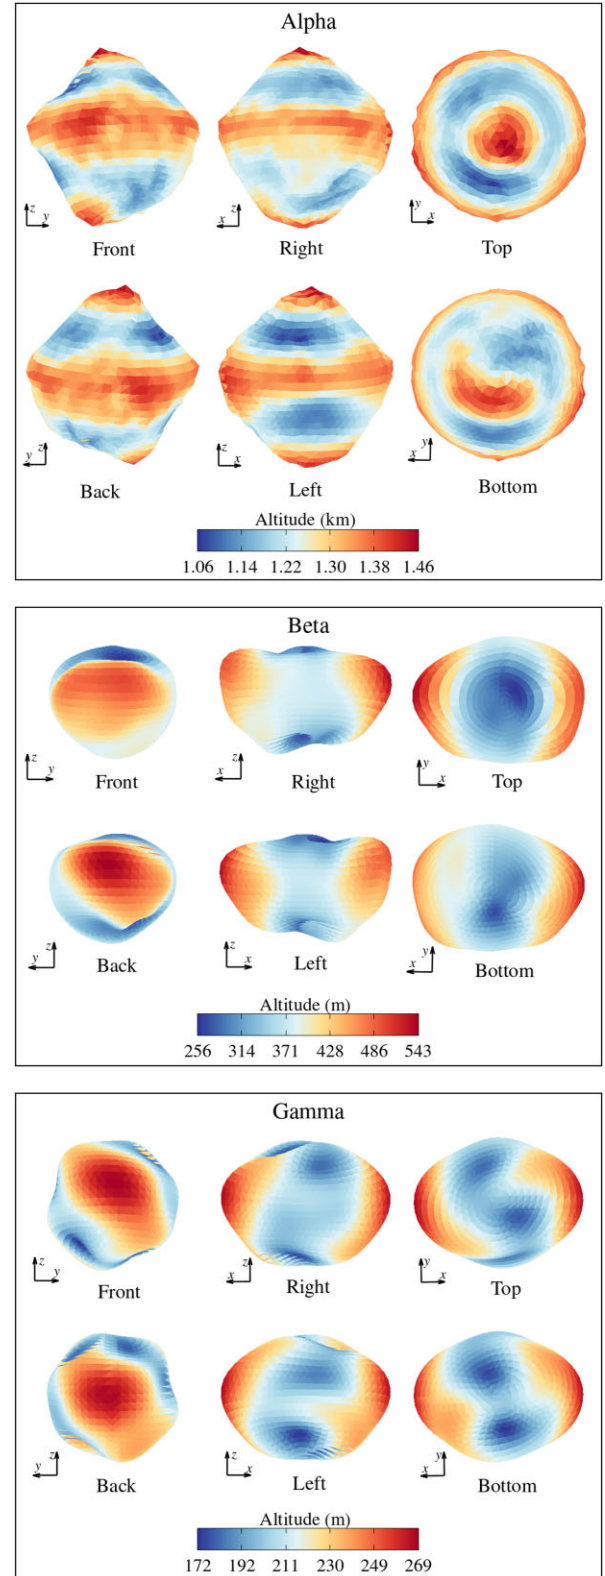 Alpha
z y
x z
y x
Front Right Top
y z
z x
x y
Back Left Bottom
Altitude (km)
1.06 1.14 1.22 1.30 1.38 1.46
Beta
z y
x z
y x
Front Right Top
y z
z x
x y
Back Left Bottom
Altitude (m)
256 314 371 428 486 543
Gamma
z y
x z
y x
Front Right Top
y z
z x
x y
Back Left Bottom
Altitude (m)
172 192 211 230 249 269